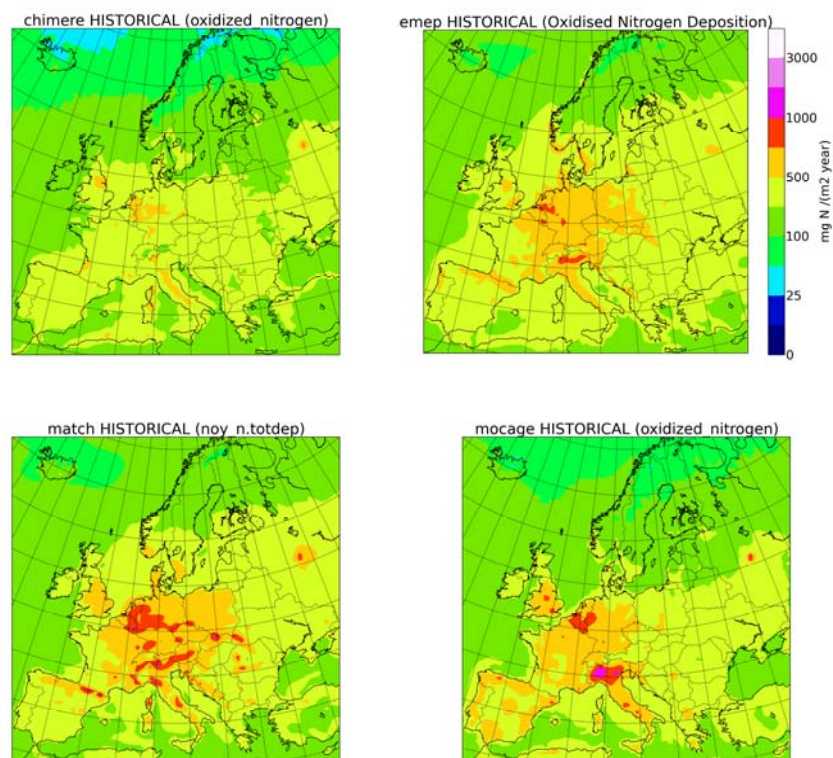 chimere HISTORICAL (oxidized_nitrogen)
emep HISTORICAL (Oxidised Nitrogen Deposition)
3000
1000
500
100
25
0
mg N /(m2 year)
match HISTORICAL (noy_n.totdep)
mocage HISTORICAL (oxidized_nitrogen)